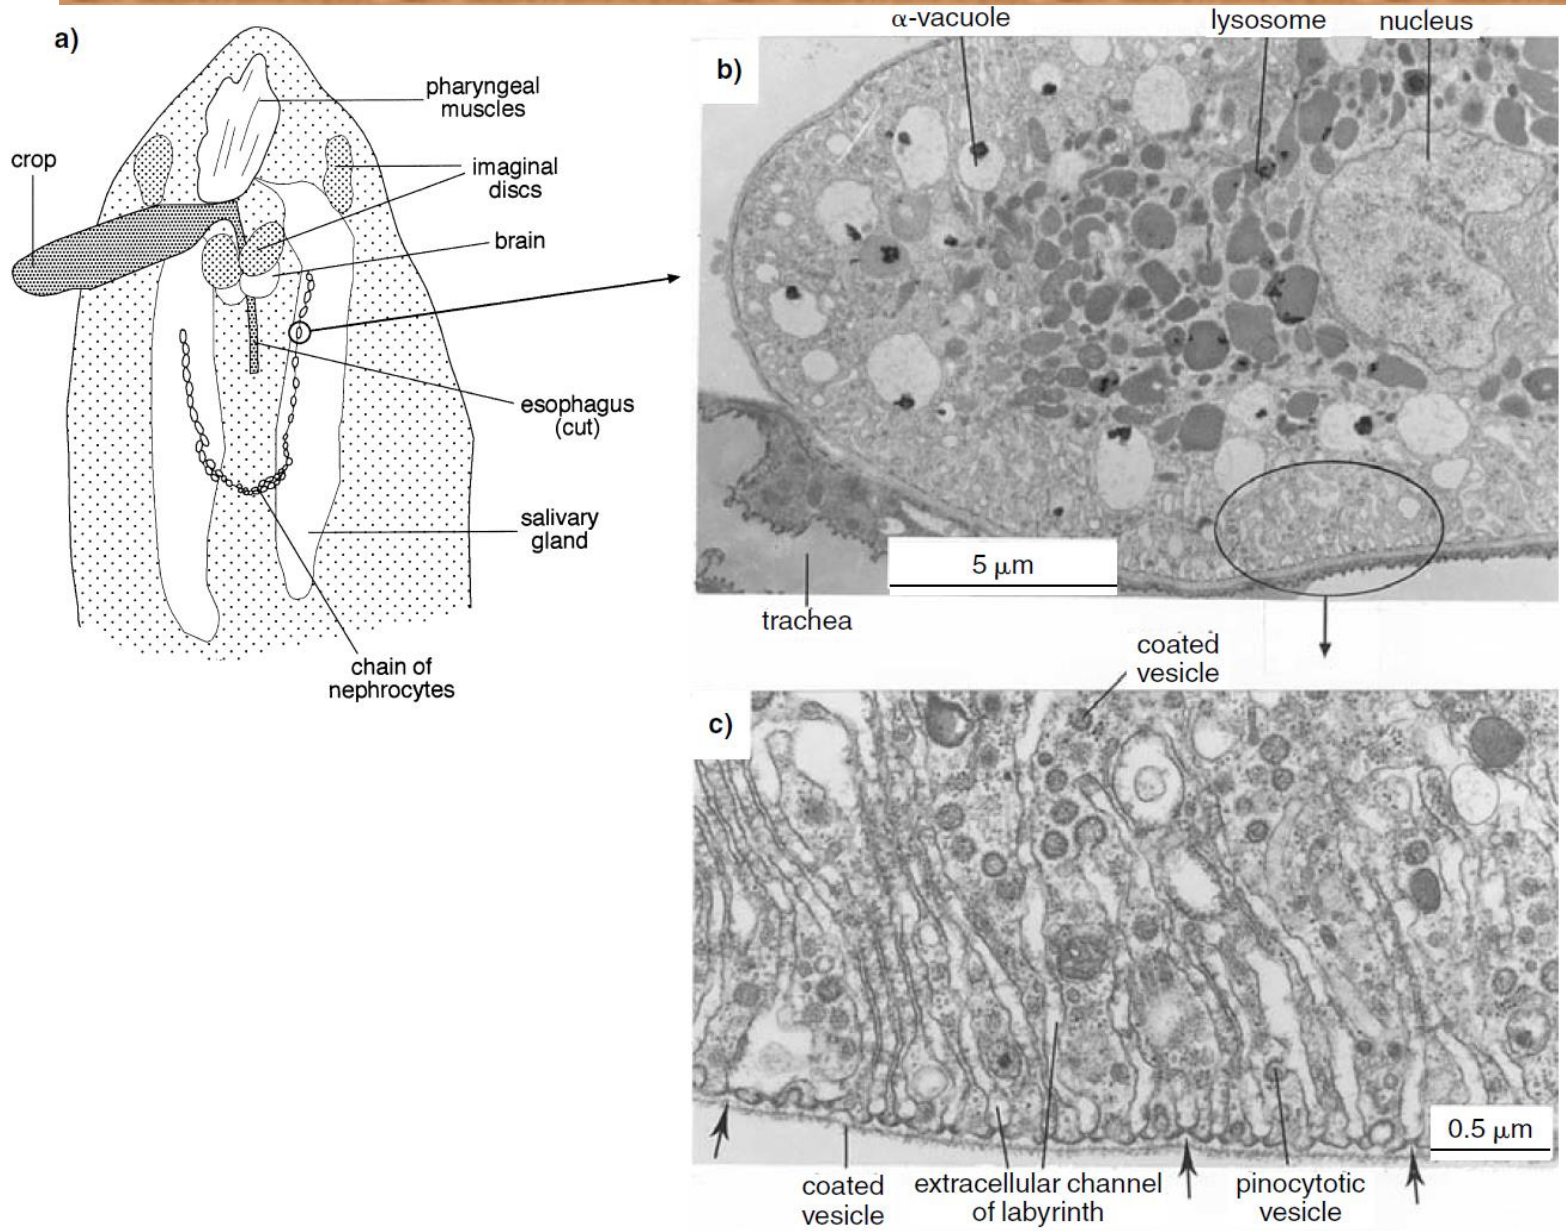 a)
pharyngeal
muscles
crop
imaginal
discs
brain
esophagus
(cut)
salivary
gland
chain of
nephrocytes
α-vacuole
lysosome
nucleus
b)
5 μm
trachea
coated
vesicle
c)
0.5 μm
coated
vesicle
extracellular channel
of labyrinth
pinocytotic
vesicle